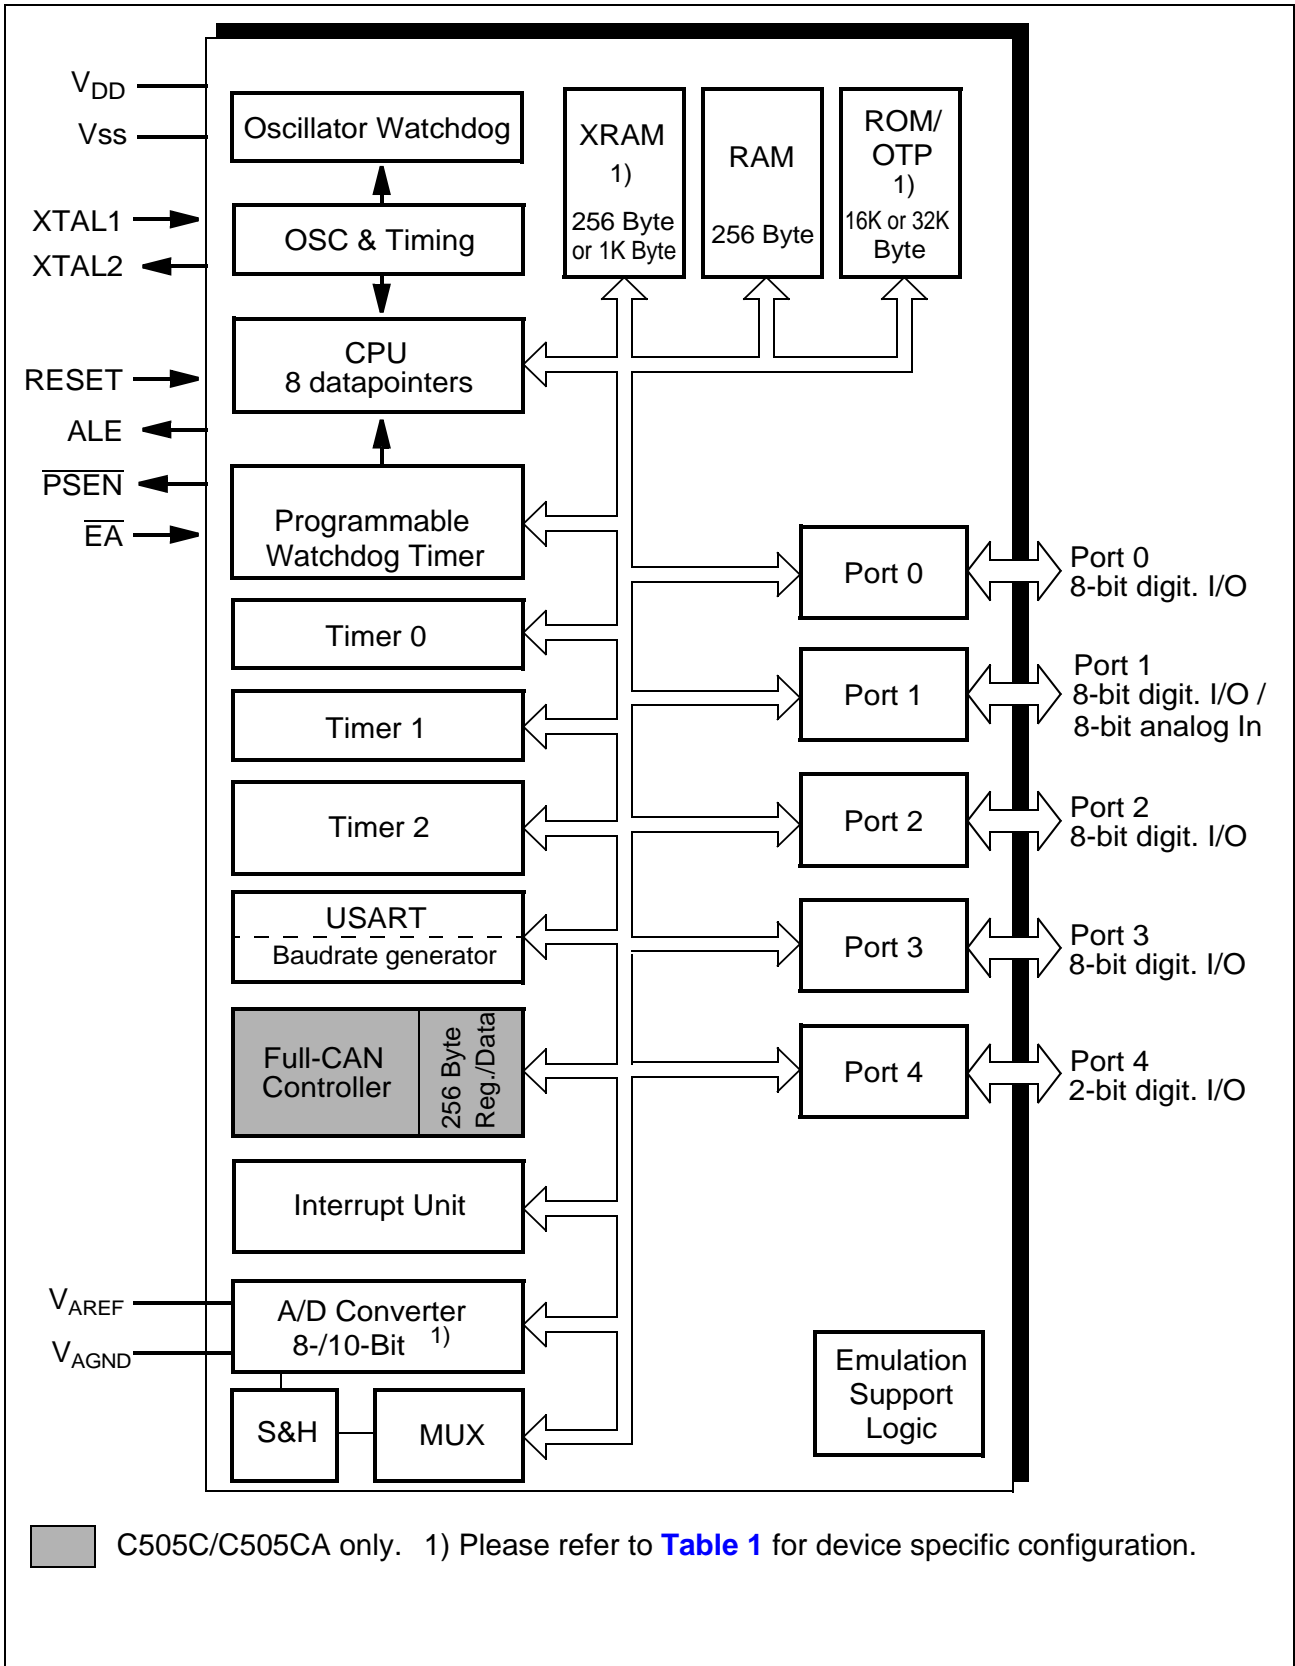 V_DD
Vss
XTAL1
XTAL2
RESET
ALE
PSEN
EA
V_AREF
V_AGND
Oscillator Watchdog
OSC & Timing
CPU
8 datapointers
Programmable
Watchdog Timer
Timer 0
Timer 1
Timer 2
USART
Baudrate generator
Full-CAN
Controller
256 Byte
Reg./Data
Interrupt Unit
A/D Converter
8-/10-Bit 1)
S&H
MUX
XRAM
1)
256 Byte
or 1K Byte
RAM
256 Byte
ROM/
OTP
1)
16K or 32K
Byte
Port 0
Port 1
Port 2
Port 3
Port 4
Emulation
Support
Logic
Port 0
8-bit digit. I/O
Port 1
8-bit digit. I/O /
8-bit analog In
Port 2
8-bit digit. I/O
Port 3
8-bit digit. I/O
Port 4
2-bit digit. I/O
C505C/C505CA only. 1) Please refer to Table 1 for device specific configuration.